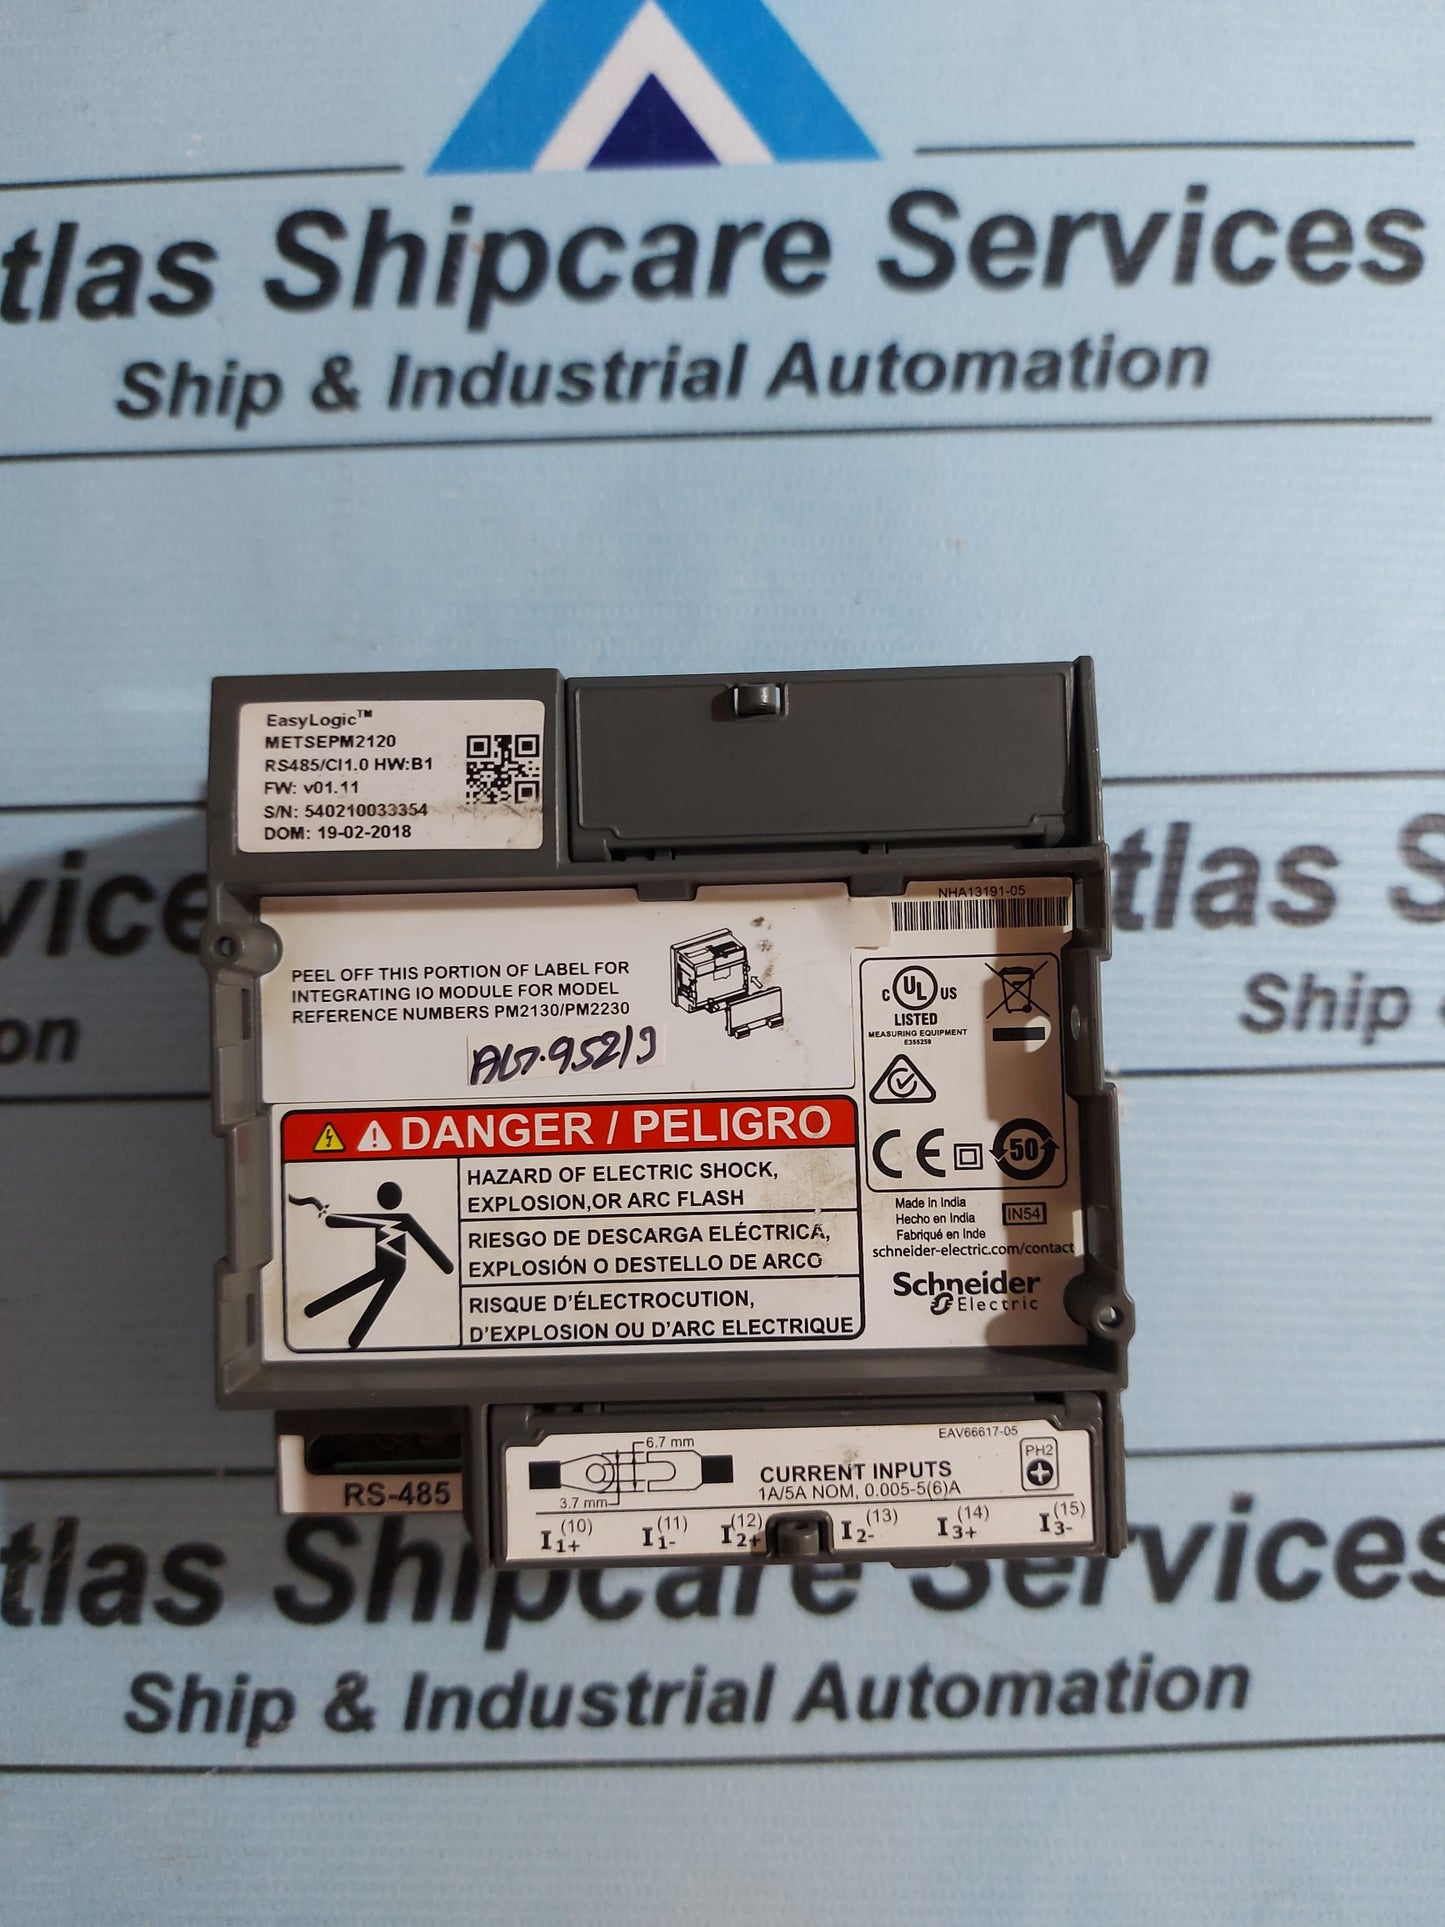 tlas Shipcare Services
Ship & Industrial Automation
EasyLogic™
METSEPM2120
RS485/CI1.0 HW:B1
FW: v01.11
S/N: 540210033354
DOM: 19-02-2018
NHA13191-05
PEEL OFF THIS PORTION OF LABEL FOR
INTEGRATING IO MODULE FOR MODEL
REFERENCE NUMBERS PM2130/PM2230
C UL US
LISTED
MEASURING EQUIPMENT
E355259
DANGER / PELIGRO
HAZARD OF ELECTRIC SHOCK,
EXPLOSION,OR ARC FLASH
RIESGO DE DESCARGA ELÉCTRICA,
EXPLOSIÓN O DESTELLO DE ARCO
RISQUE D'ÉLECTROCUTION,
D'EXPLOSION OU D'ARC ELECTRIQUE
CE 50
Made in India
Hecho en India
Fabriqué en Inde
IN54
schneider-electric.com/contact
Schneider
Electric
RS-485
EAV66617-05
6.7 mm
3.7 mm
CURRENT INPUTS
1A/5A NOM, 0.005-5(6)A
PH2
I1+(10) I1-(11) I2+(12) I2-(13) I3+(14) I3-(15)
vice
tlas S
Ship
on
tlas Shipcare Services
Ship & Industrial Automation